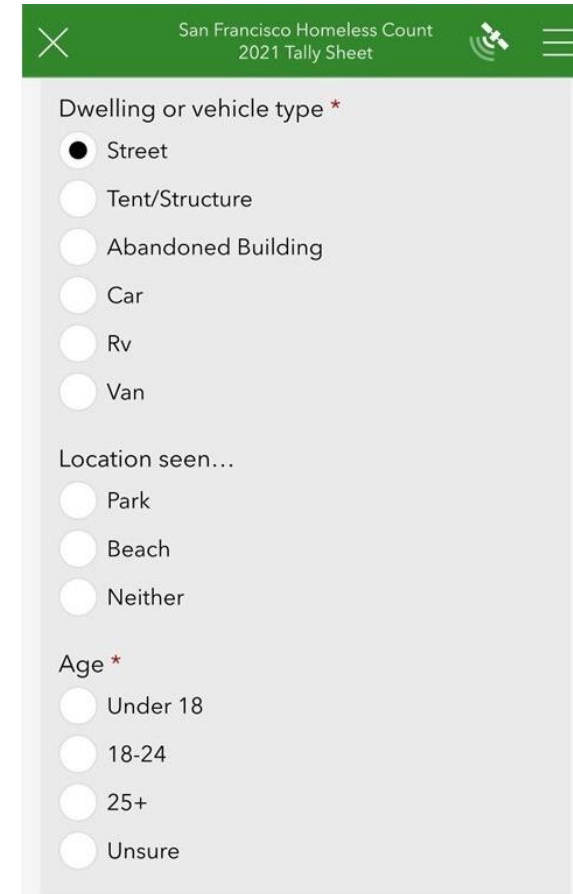 San Francisco Homeless Count
2021 Tally Sheet
Dwelling or vehicle type *
Street
Tent/Structure
Abandoned Building
Car
Rv
Van
Location seen...
Park
Beach
Neither
Age *
Under 18
18-24
25+
Unsure